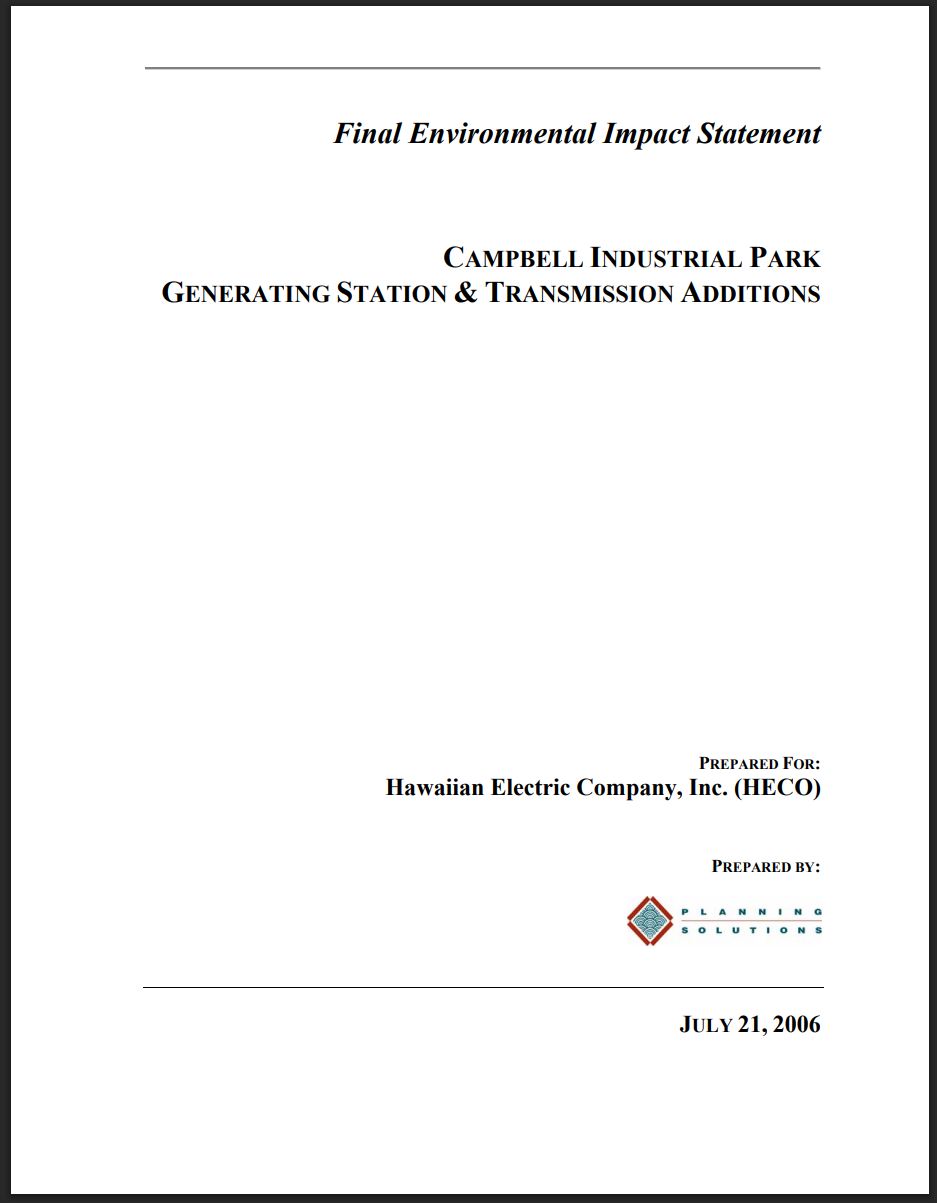 Final Environmental Impact Statement
CAMPBELL INDUSTRIAL PARK
GENERATING STATION & TRANSMISSION ADDITIONS
PREPARED FOR:
Hawaiian Electric Company, Inc. (HECO)
PREPARED BY:
PLANNING
SOLUTIONS
JULY 21, 2006